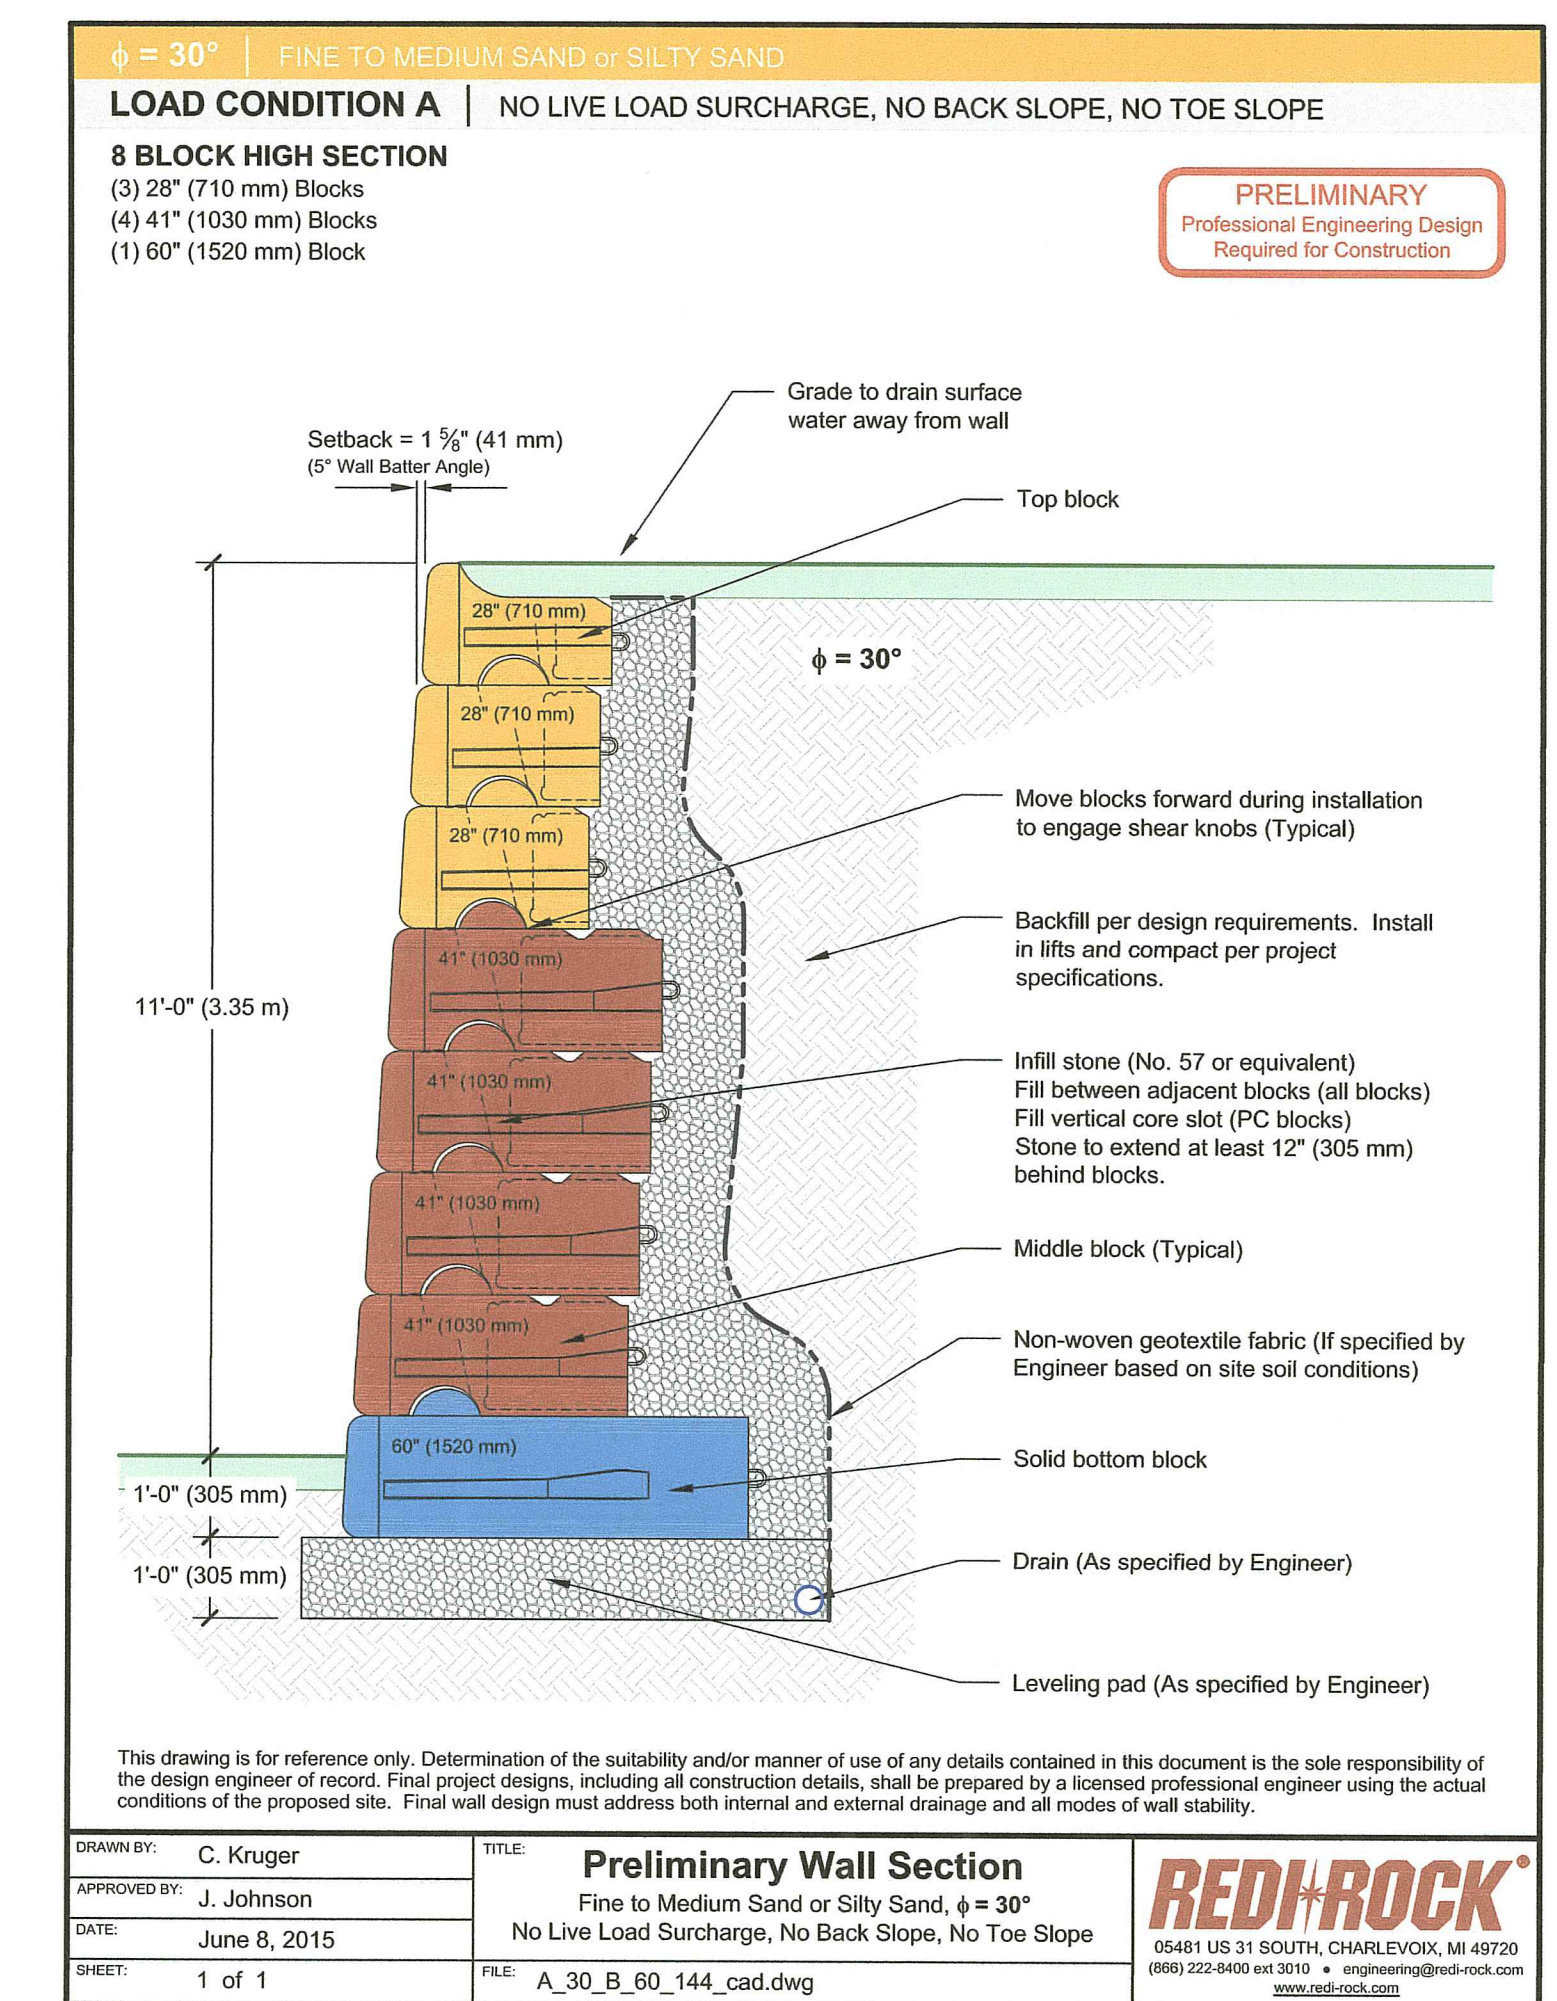 ϕ = 30° | FINE TO MEDIUM SAND or SILTY SAND
LOAD CONDITION A | NO LIVE LOAD SURCHARGE, NO BACK SLOPE, NO TOE SLOPE
8 BLOCK HIGH SECTION
(3) 28" (710 mm) Blocks
(4) 41" (1030 mm) Blocks
(1) 60" (1520 mm) Block
PRELIMINARY
Professional Engineering Design
Required for Construction
Grade to drain surface
water away from wall
Setback = 1 ⅝" (41 mm)
(5° Wall Batter Angle)
Top block
28" (710 mm)
ϕ = 30°
28" (710 mm)
Move blocks forward during installation
to engage shear knobs (Typical)
28" (710 mm)
Backfill per design requirements.  Install
in lifts and compact per project
specifications.
41" (1030 mm)
11'-0" (3.35 m)
Infill stone (No. 57 or equivalent)
Fill between adjacent blocks (all blocks)
Fill vertical core slot (PC blocks)
Stone to extend at least 12" (305 mm)
behind blocks.
41" (1030 mm)
41" (1030 mm)
Middle block (Typical)
41" (1030 mm)
Non-woven geotextile fabric (If specified by
Engineer based on site soil conditions)
60" (1520 mm)
Solid bottom block
1'-0" (305 mm)
Drain (As specified by Engineer)
1'-0" (305 mm)
Leveling pad (As specified by Engineer)
This drawing is for reference only. Determination of the suitability and/or manner of use of any details contained in this document is the sole responsibility of
the design engineer of record. Final project designs, including all construction details, shall be prepared by a licensed professional engineer using the actual
conditions of the proposed site.  Final wall design must address both internal and external drainage and all modes of wall stability.
DRAWN BY: C. Kruger
APPROVED BY: J. Johnson
DATE: June 8, 2015
SHEET: 1 of 1
TITLE: Preliminary Wall Section
Fine to Medium Sand or Silty Sand, ϕ = 30°
No Live Load Surcharge, No Back Slope, No Toe Slope
FILE: A_30_B_60_144_cad.dwg
REDI-ROCK®
05481 US 31 SOUTH, CHARLEVOIX, MI 49720
(866) 222-8400 ext 3010 • engineering@redi-rock.com
www.redi-rock.com